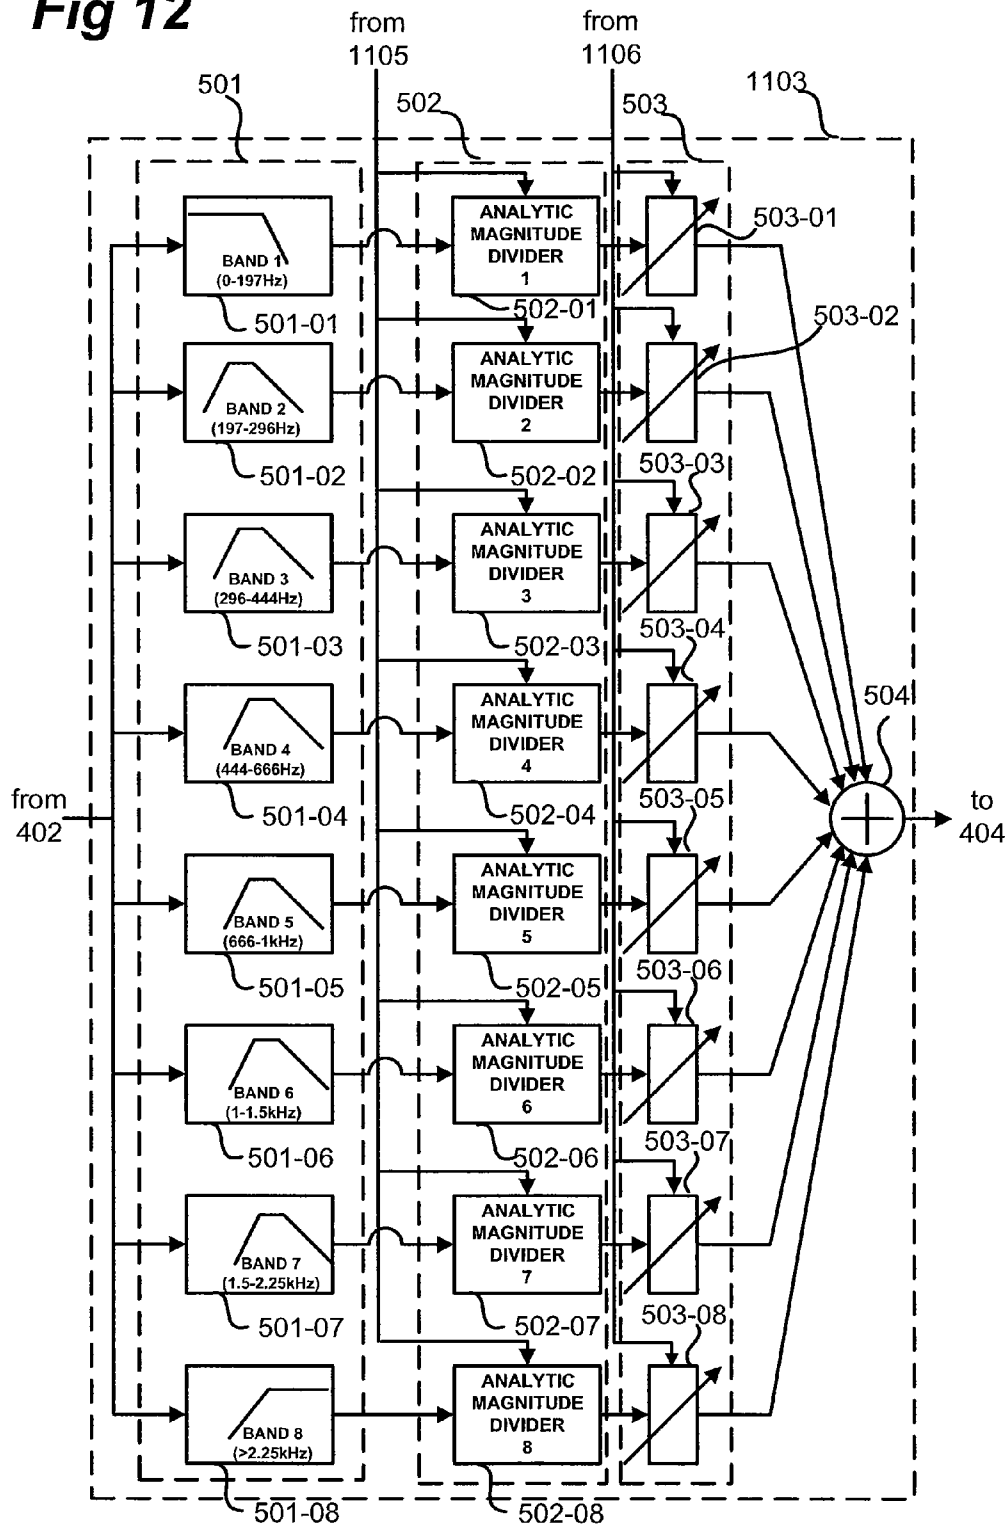 Fig 12
from
1105
from
1106
501
502
503
1103
BAND 1
(0-197Hz)
501-01
ANALYTIC
MAGNITUDE
DIVIDER
1
502-01
503-01
BAND 2
(197-296Hz)
501-02
ANALYTIC
MAGNITUDE
DIVIDER
2
502-02
503-02
BAND 3
(296-444Hz)
501-03
ANALYTIC
MAGNITUDE
DIVIDER
3
502-03
503-03
BAND 4
(444-666Hz)
501-04
ANALYTIC
MAGNITUDE
DIVIDER
4
502-04
503-04
504
from
402
to
404
BAND 5
(666-1kHz)
501-05
ANALYTIC
MAGNITUDE
DIVIDER
5
502-05
503-05
BAND 6
(1-1.5kHz)
501-06
ANALYTIC
MAGNITUDE
DIVIDER
6
502-06
503-06
BAND 7
(1.5-2.25kHz)
501-07
ANALYTIC
MAGNITUDE
DIVIDER
7
502-07
503-07
BAND 8
(>2.25kHz)
501-08
ANALYTIC
MAGNITUDE
DIVIDER
8
502-08
503-08